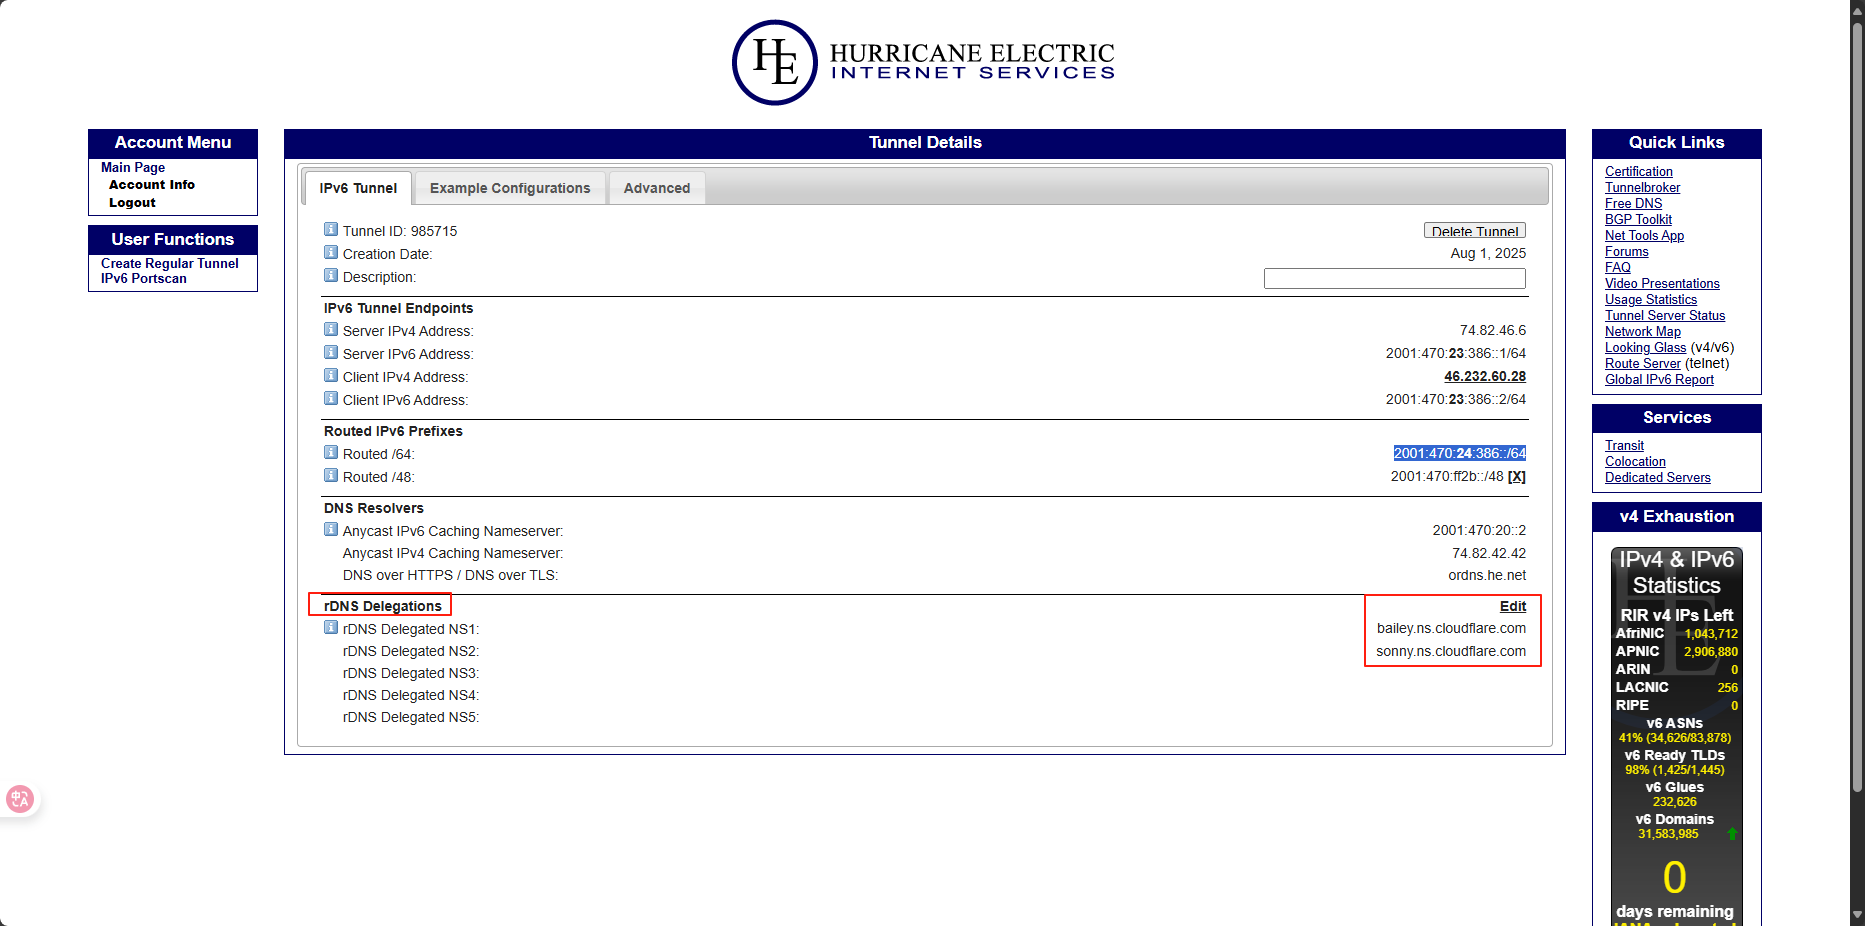 HE
HURRICANE ELECTRIC
INTERNET SERVICES
Account Menu
Main Page
Account Info
Logout
User Functions
Create Regular Tunnel
IPv6 Portscan
Tunnel Details
IPv6 Tunnel
Example Configurations
Advanced
Tunnel ID: 985715
Delete Tunnel
Creation Date:
Aug 1, 2025
Description:
IPv6 Tunnel Endpoints
Server IPv4 Address:
74.82.46.6
Server IPv6 Address:
2001:470:23:386::1/64
Client IPv4 Address:
46.232.60.28
Client IPv6 Address:
2001:470:23:386::2/64
Routed IPv6 Prefixes
Routed /64:
2001:470:24:386::/64
Routed /48:
2001:470:ff2b::/48 [X]
DNS Resolvers
Anycast IPv6 Caching Nameserver:
2001:470:20::2
Anycast IPv4 Caching Nameserver:
74.82.42.42
DNS over HTTPS / DNS over TLS:
ordns.he.net
rDNS Delegations
Edit
rDNS Delegated NS1:
bailey.ns.cloudflare.com
rDNS Delegated NS2:
sonny.ns.cloudflare.com
rDNS Delegated NS3:
rDNS Delegated NS4:
rDNS Delegated NS5:
Quick Links
Certification
Tunnelbroker
Free DNS
BGP Toolkit
Net Tools App
Forums
FAQ
Video Presentations
Usage Statistics
Tunnel Server Status
Network Map
Looking Glass (v4/v6)
Route Server (telnet)
Global IPv6 Report
Services
Transit
Colocation
Dedicated Servers
v4 Exhaustion
IPv4 & IPv6
Statistics
RIR v4 IPs Left
AfriNIC 1,043,712
APNIC 2,906,880
ARIN 0
LACNIC 256
RIPE 0
v6 ASNs
41% (34,626/83,878)
v6 Ready TLDs
98% (1,425/1,445)
v6 Glues
232,626
v6 Domains
31,583,985
0
days remaining
中A